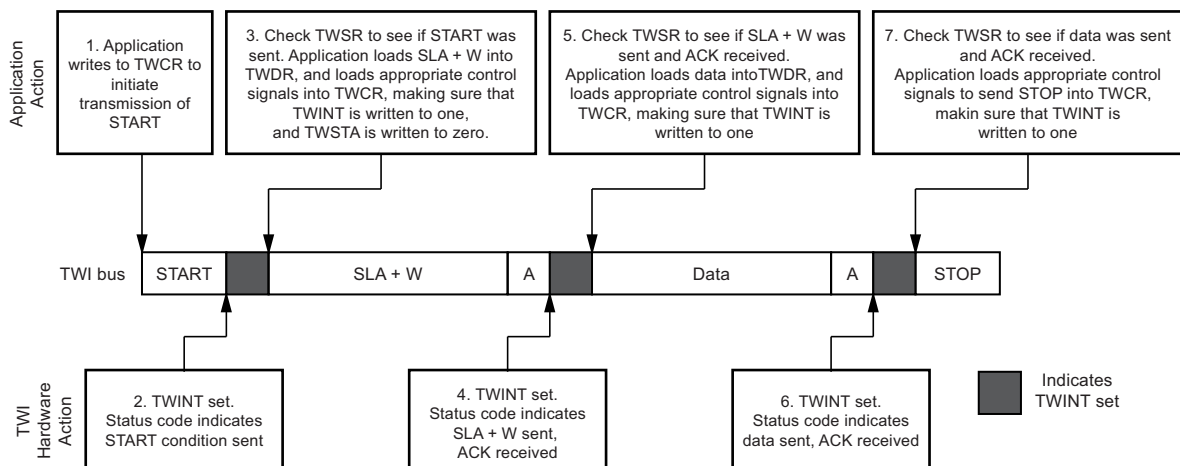 Application
Action
1. Application
writes to TWCR to
initiate
transmission of
START
3. Check TWSR to see if START was
sent. Application loads SLA + W into
TWDR, and loads appropriate control
signals into TWCR, making sure that
TWINT is written to one,
and TWSTA is written to zero.
5. Check TWSR to see if SLA + W was
sent and ACK received.
Application loads data intoTWDR, and
loads appropriate control signals into
TWCR, making sure that TWINT is
written to one
7. Check TWSR to see if data was sent
and ACK received.
Application loads appropriate control
signals to send STOP into TWCR,
makin sure that TWINT is
written to one
TWI bus
START
SLA + W
A
Data
A
STOP
TWI
Hardware
Action
2. TWINT set.
Status code indicates
START condition sent
4. TWINT set.
Status code indicates
SLA + W sent,
ACK received
6. TWINT set.
Status code indicates
data sent, ACK received
Indicates
TWINT set